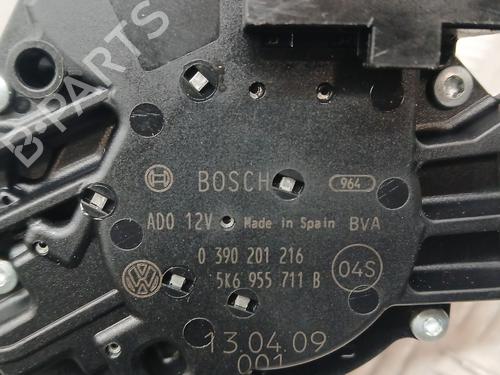 B-PARTS
BOSCH 964
ADO 12V Made in Spain BVA
0 390 201 216
5K6 955 711 B 04S
13.04.09
001